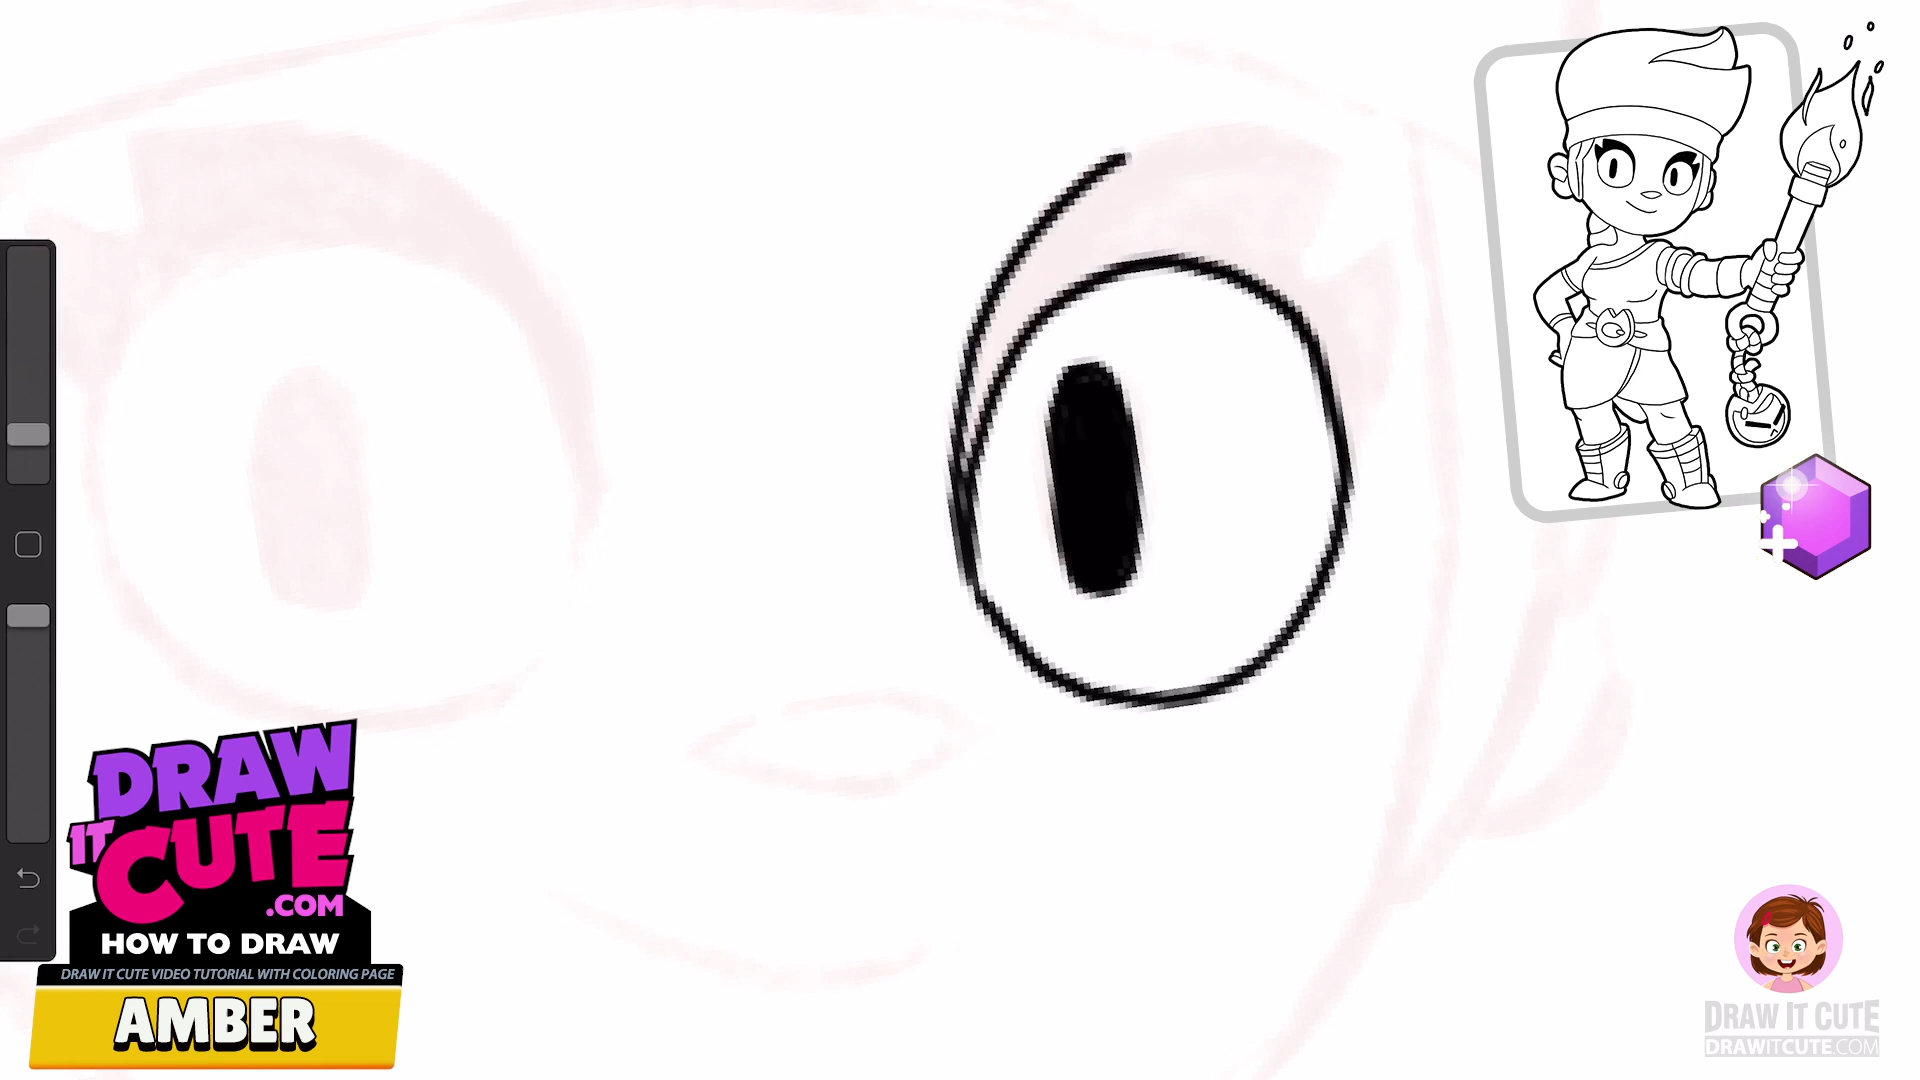 DRAW
IT CUTE
.COM
HOW TO DRAW
DRAW IT CUTE VIDEO TUTORIAL WITH COLORING PAGE
AMBER
DRAW IT CUTE
DRAWITCUTE.COM